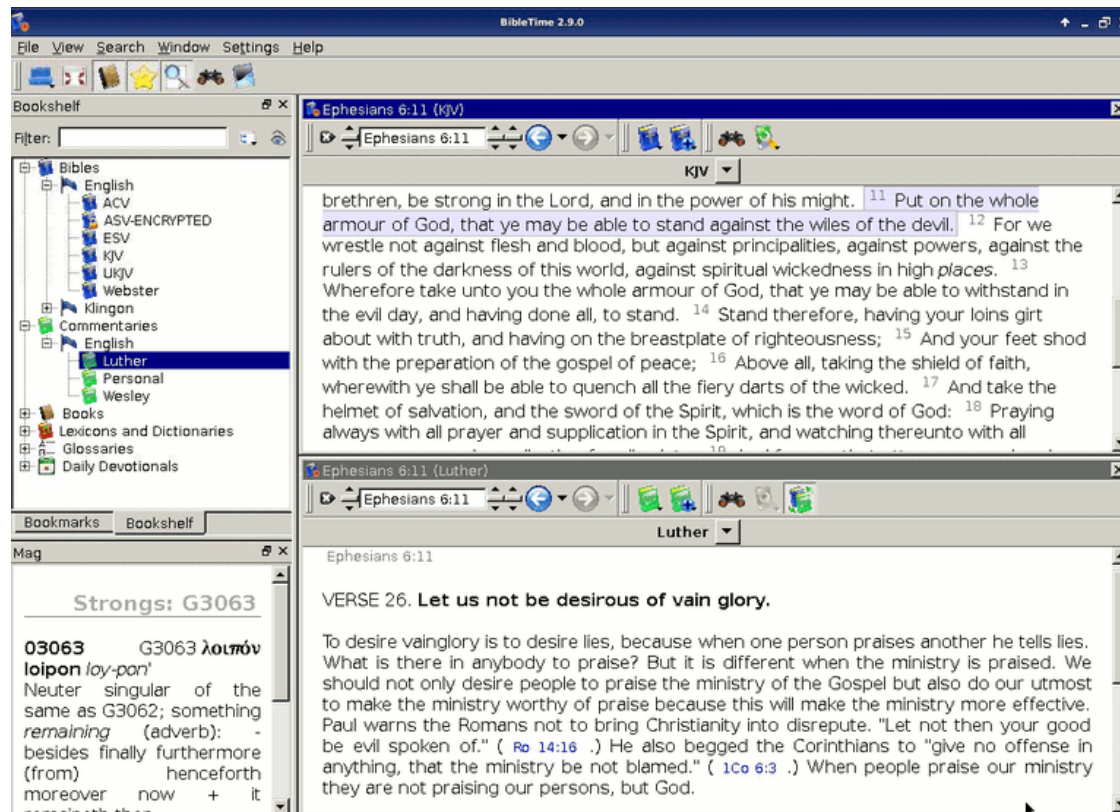 BibleTime 2.9.0
File View Search Window Settings Help
Bookshelf
Filter:
Bibles
English
ACV
ASV-ENCRYPTED
ESV
KJV
UKJV
Webster
Klingon
Commentaries
English
Luther
Personal
Wesley
Books
Lexicons and Dictionaries
Glossaries
Daily Devotionals
Bookmarks Bookshelf
Mag
Strongs: G3063
03063 G3063 λοιπόν
loipon loy-pon'
Neuter singular of the
same as G3062; something
remaining (adverb): -
besides finally furthermore
(from) henceforth
moreover now + it
Ephesians 6:11 (KJV)
Ephesians 6:11
KJV
brethren, be strong in the Lord, and in the power of his might. 11 Put on the whole
armour of God, that ye may be able to stand against the wiles of the devil. 12 For we
wrestle not against flesh and blood, but against principalities, against powers, against the
rulers of the darkness of this world, against spiritual wickedness in high places. 13
Wherefore take unto you the whole armour of God, that ye may be able to withstand in
the evil day, and having done all, to stand. 14 Stand therefore, having your loins girt
about with truth, and having on the breastplate of righteousness; 15 And your feet shod
with the preparation of the gospel of peace; 16 Above all, taking the shield of faith,
wherewith ye shall be able to quench all the fiery darts of the wicked. 17 And take the
helmet of salvation, and the sword of the Spirit, which is the word of God: 18 Praying
always with all prayer and supplication in the Spirit, and watching thereunto with all
Ephesians 6:11 (Luther)
Ephesians 6:11
Luther
Ephesians 6:11
VERSE 26. Let us not be desirous of vain glory.
To desire vainglory is to desire lies, because when one person praises another he tells lies.
What is there in anybody to praise? But it is different when the ministry is praised. We
should not only desire people to praise the ministry of the Gospel but also do our utmost
to make the ministry worthy of praise because this will make the ministry more effective.
Paul warns the Romans not to bring Christianity into disrepute. "Let not then your good
be evil spoken of." ( Ro 14:16 .) He also begged the Corinthians to "give no offense in
anything, that the ministry be not blamed." ( 1Co 6:3 .) When people praise our ministry
they are not praising our persons, but God.